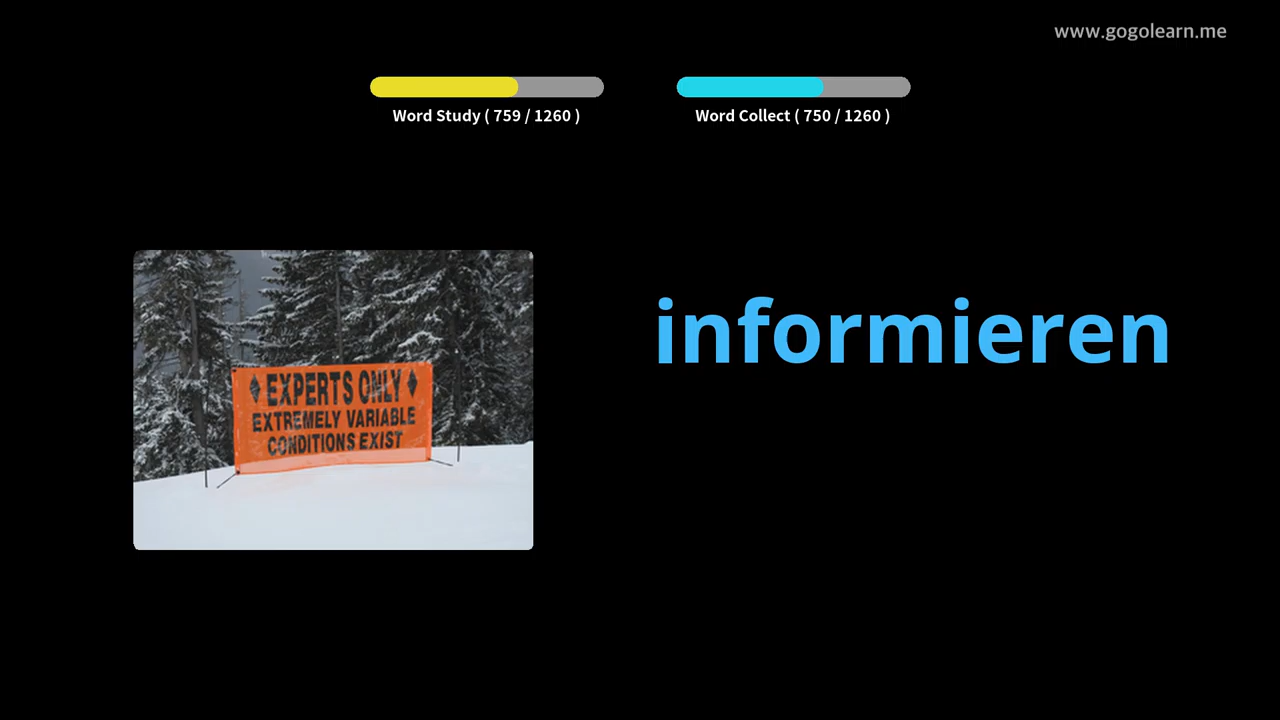 www.gogolearn.me
Word Study ( 759 / 1260 )
Word Collect ( 750 / 1260 )
informieren
EXPERTS ONLY
EXTREMELY VARIABLE
CONDITIONS EXIST